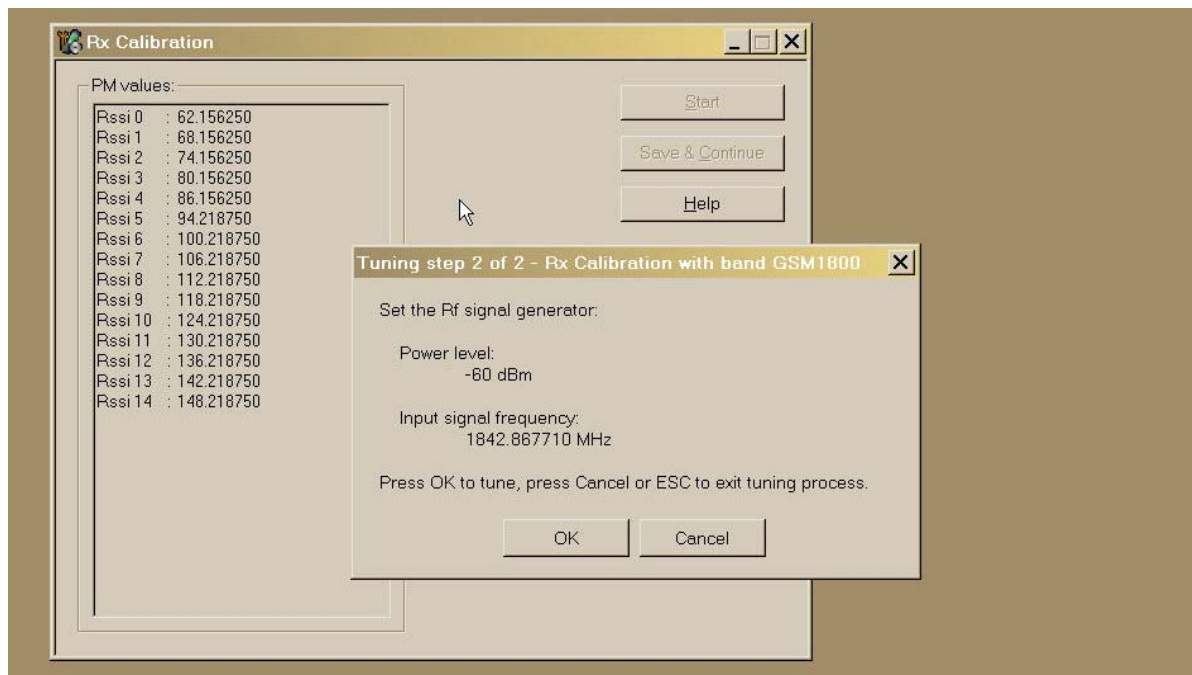 Rx Calibration
PM values:
Rssi 0 : 62.156250
Rssi 1 : 68.156250
Rssi 2 : 74.156250
Rssi 3 : 80.156250
Rssi 4 : 86.156250
Rssi 5 : 94.218750
Rssi 6 : 100.218750
Rssi 7 : 106.218750
Rssi 8 : 112.218750
Rssi 9 : 118.218750
Rssi 10 : 124.218750
Rssi 11 : 130.218750
Rssi 12 : 136.218750
Rssi 13 : 142.218750
Rssi 14 : 148.218750
Start
Save & Continue
Help
Tuning step 2 of 2 - Rx Calibration with band GSM1800
Set the Rf signal generator:
Power level:
-60 dBm
Input signal frequency:
1842.867710 MHz
Press OK to tune, press Cancel or ESC to exit tuning process.
OK
Cancel